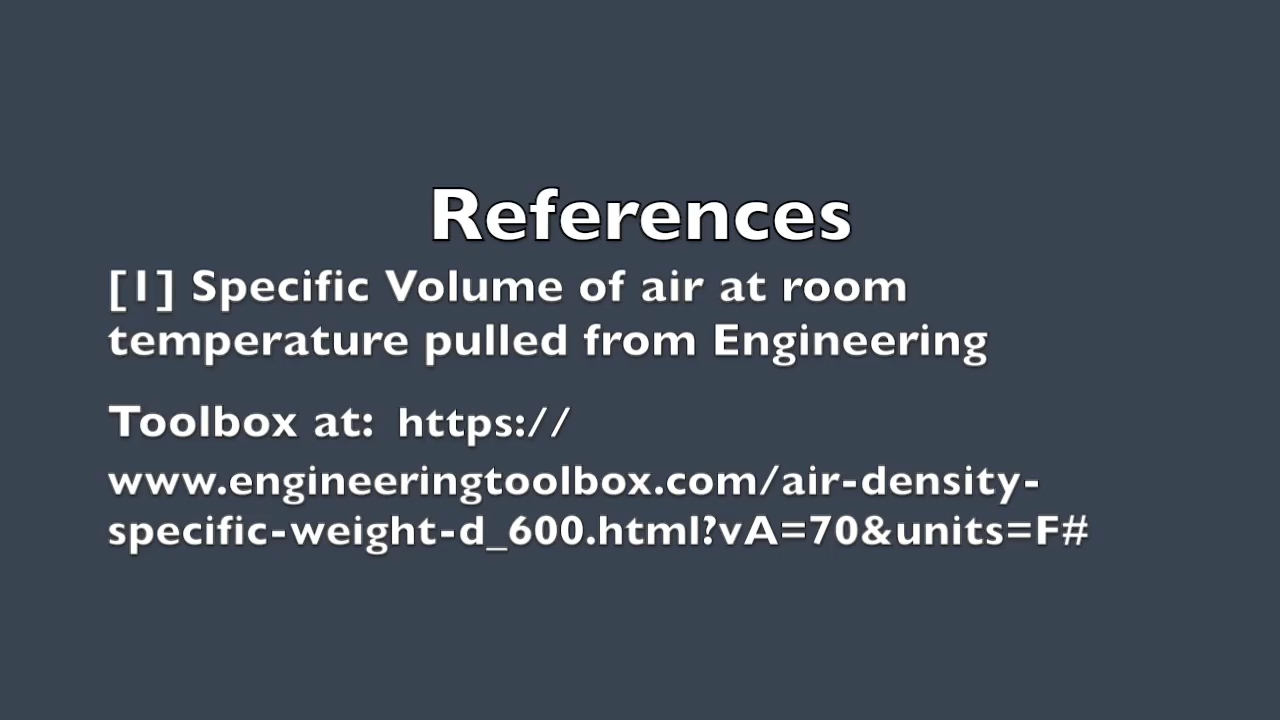 References
[1] Specific Volume of air at room
temperature pulled from Engineering
Toolbox at: https://
www.engineeringtoolbox.com/air-density-
specific-weight-d_600.html?vA=70&units=F#